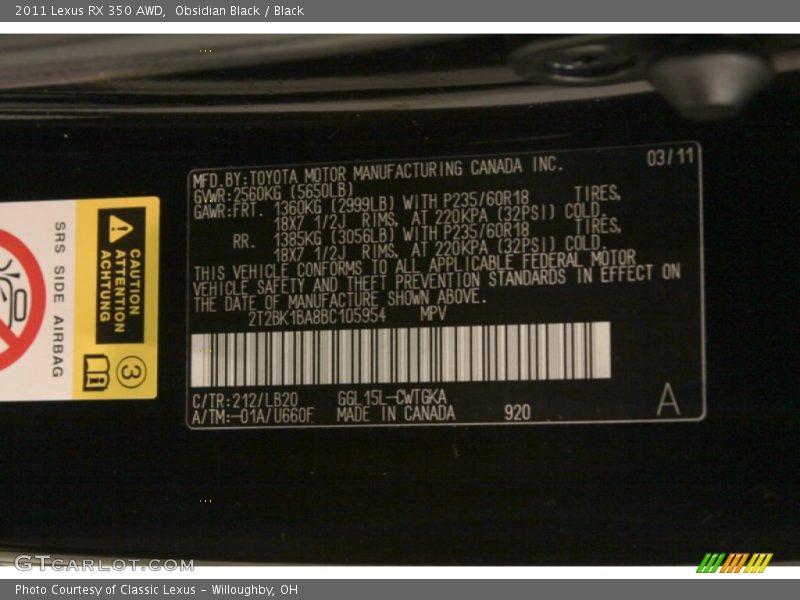 2011 Lexus RX 350 AWD,  Obsidian Black / Black
MFD. BY: TOYOTA MOTOR MANUFACTURING CANADA INC. 03/11
GVWR: 2560KG (5650LB)
GAWR: FRT. 1360KG (2999LB) WITH P235/60R18 TIRES,
18X7 1/2J RIMS, AT 220KPA (32PSI) COLD.
RR. 1385KG (3056LB) WITH P235/60R18 TIRES,
18X7 1/2J RIMS, AT 220KPA (32PSI) COLD.
THIS VEHICLE CONFORMS TO ALL APPLICABLE FEDERAL MOTOR
VEHICLE SAFETY AND THEFT PREVENTION STANDARDS IN EFFECT ON
THE DATE OF MANUFACTURE SHOWN ABOVE.
2T2BK1BA8BC105954 MPV
C/TR: 212/LB20 GGL15L-CWTGKA
A/TM: -01A/U660F MADE IN CANADA 920 A
CAUTION
ATTENTION
ACHTUNG
3
SRS SIDE AIRBAG
GTCARLOT.COM
Photo Courtesy of Classic Lexus - Willoughby, OH